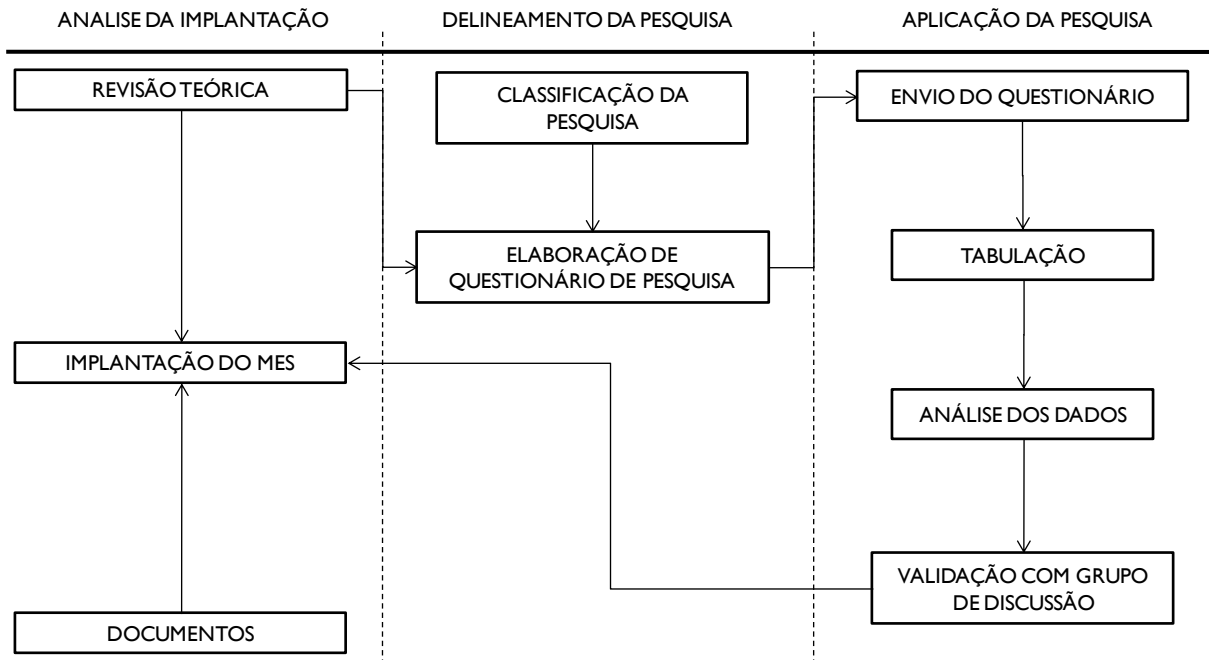 ANALISE DA IMPLANTAÇÃO
DELINEAMENTO DA PESQUISA
APLICAÇÃO DA PESQUISA
REVISÃO TEÓRICA
CLASSIFICAÇÃO DA
PESQUISA
ENVIO DO QUESTIONÁRIO
ELABORAÇÃO DE
QUESTIONÁRIO DE PESQUISA
TABULAÇÃO
IMPLANTAÇÃO DO MES
ANÁLISE DOS DADOS
VALIDAÇÃO COM GRUPO
DE DISCUSSÃO
DOCUMENTOS